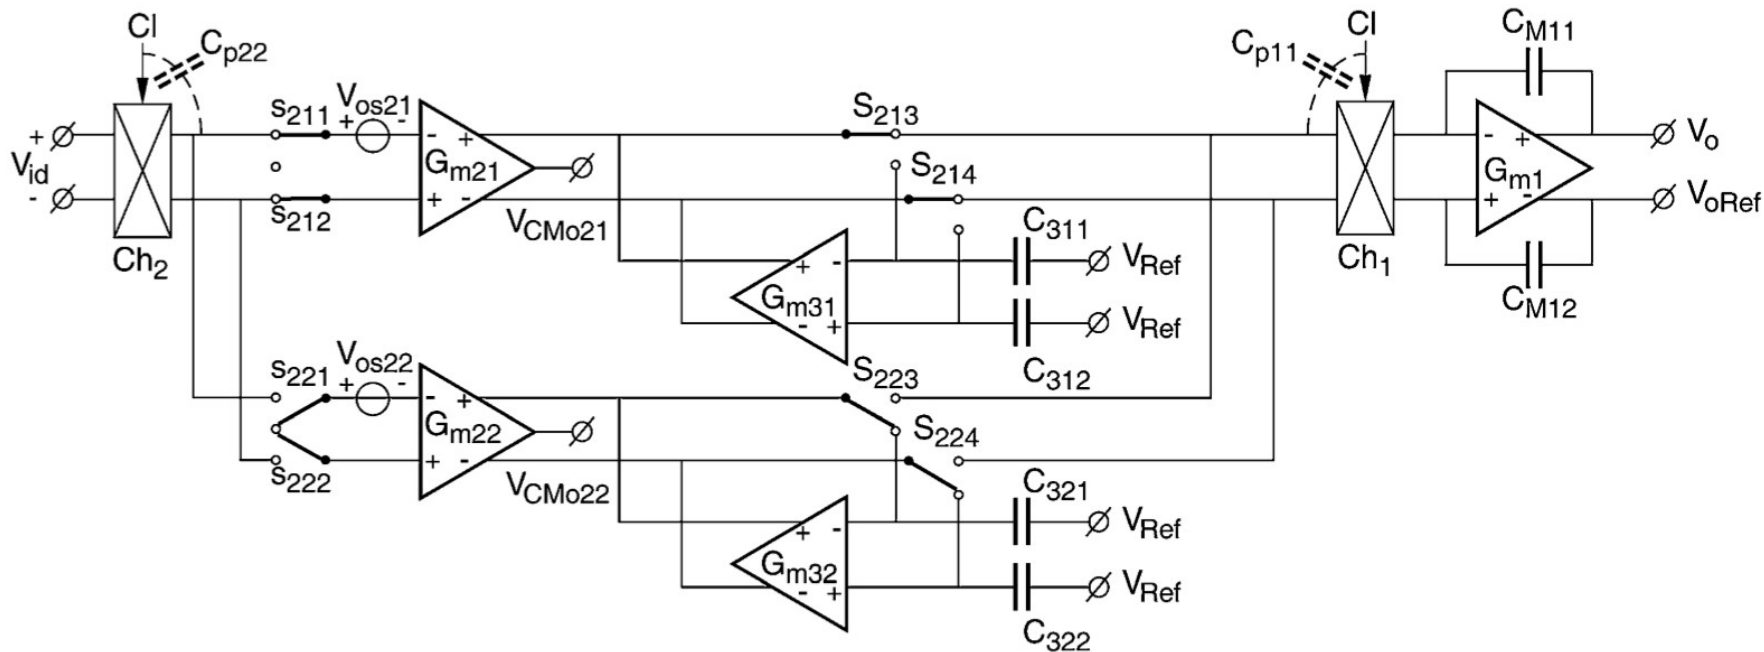 Cl
Cp22
+
Vid
-
Ch2
s211
s212
Vos21
+ -
- +
Gm21
+ -
VCMo21
S213
S214
+ -
Gm31
- +
C311
VRef
VRef
C312
Cp11
Cl
Ch1
CM11
- +
Gm1
+ -
CM12
Vo
VoRef
s221
s222
Vos22
+ -
- +
Gm22
+ -
VCMo22
S223
S224
+ -
Gm32
- +
C321
VRef
VRef
C322